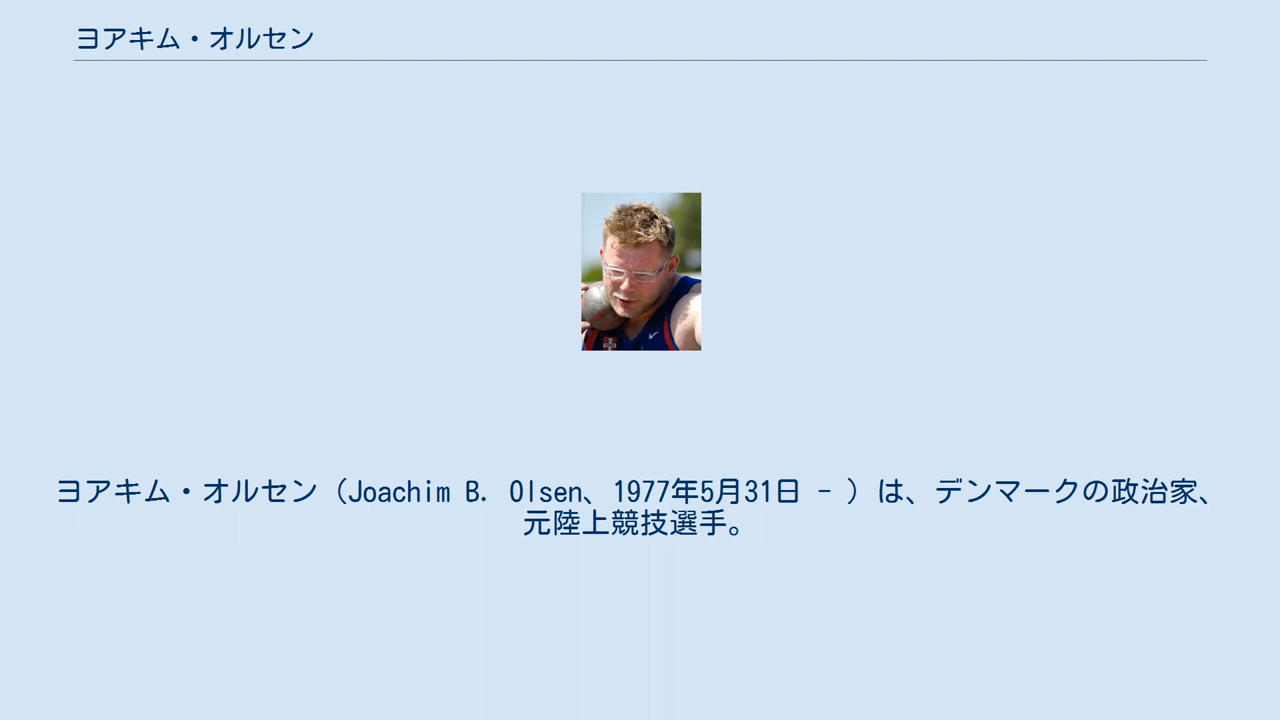 ヨアキム・オルセン
ヨアキム・オルセン（Joachim B. Olsen、1977年5月31日 - ）は、デンマークの政治家、
元陸上競技選手。